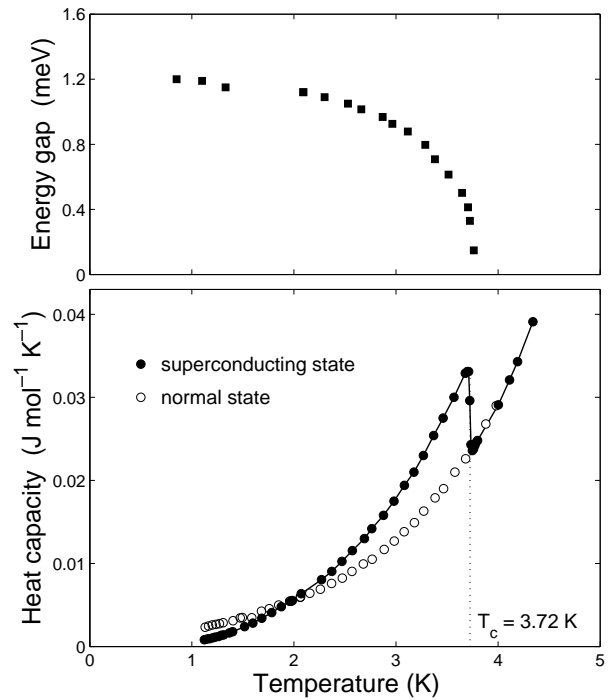 1.6
1.2
0.8
0.4
0
Energy gap (meV)
0.04
0.03
0.02
0.01
0
Heat capacity (J mol⁻¹ K⁻¹)
superconducting state
normal state
T_c = 3.72 K
0 1 2 3 4 5
Temperature (K)